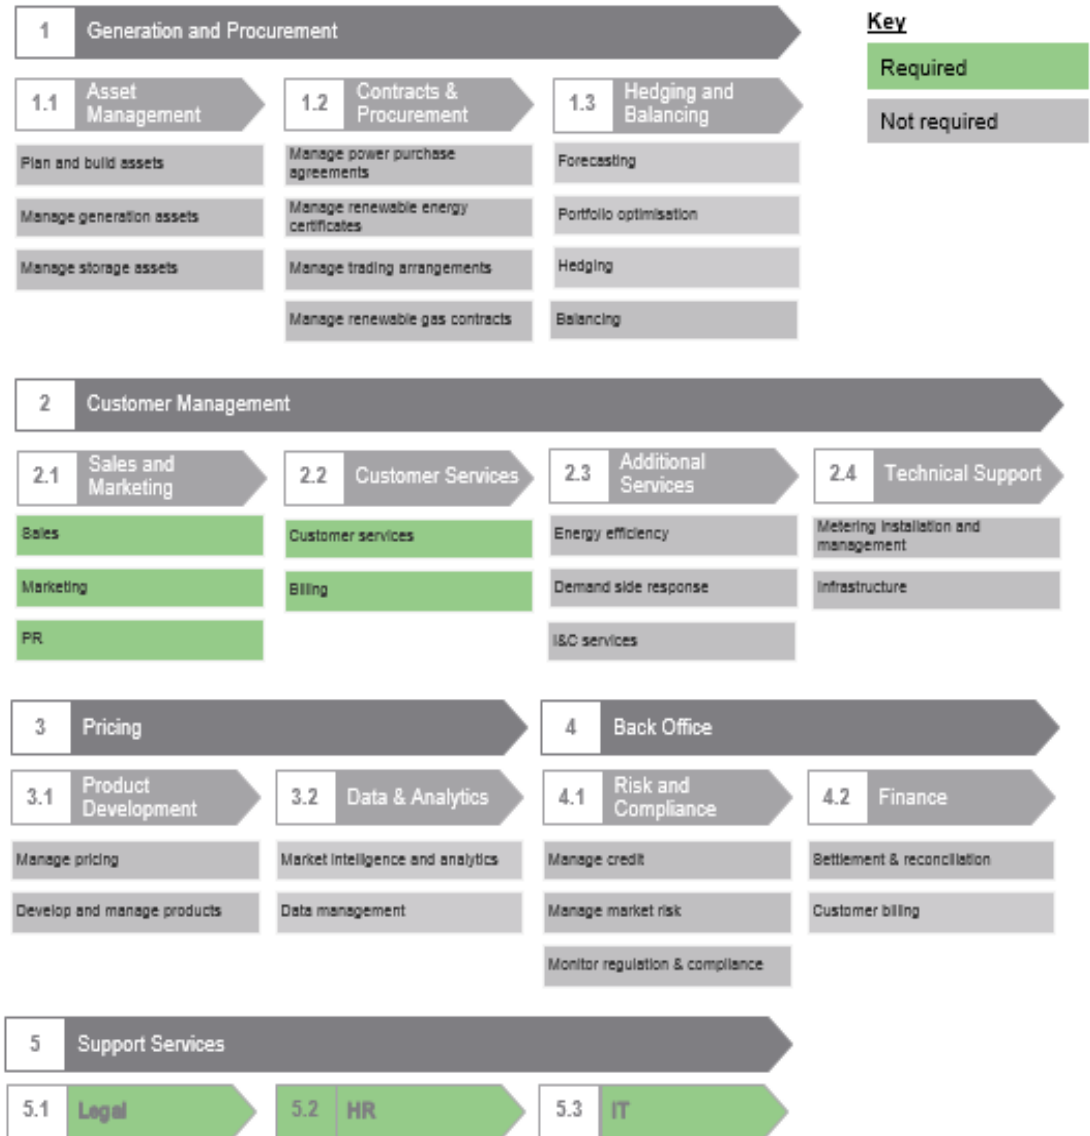 1 Generation and Procurement
Key
Required
Not required
1.1 Asset
Management
1.2 Contracts &
Procurement
1.3 Hedging and
Balancing
Plan and build assets
Manage generation assets
Manage storage assets
Manage power purchase
agreements
Manage renewable energy
certificates
Manage trading arrangements
Manage renewable gas contracts
Forecasting
Portfolio optimisation
Hedging
Balancing
2 Customer Management
2.1 Sales and
Marketing
2.2 Customer Services
2.3 Additional
Services
2.4 Technical Support
Sales
Marketing
PR
Customer services
Billing
Energy efficiency
Demand side response
I&C services
Metering installation and
management
Infrastructure
3 Pricing
4 Back Office
3.1 Product
Development
3.2 Data & Analytics
4.1 Risk and
Compliance
4.2 Finance
Manage pricing
Develop and manage products
Market intelligence and analytics
Data management
Manage credit
Manage market risk
Monitor regulation & compliance
Settlement & reconciliation
Customer billing
5 Support Services
5.1 Legal
5.2 HR
5.3 IT